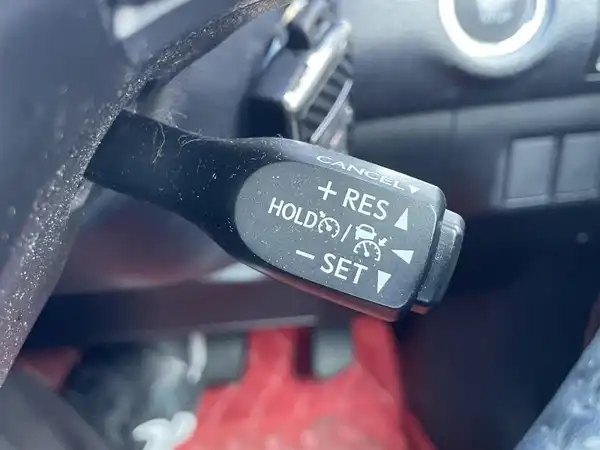 CANCEL
+ RES
HOLD /
- SET